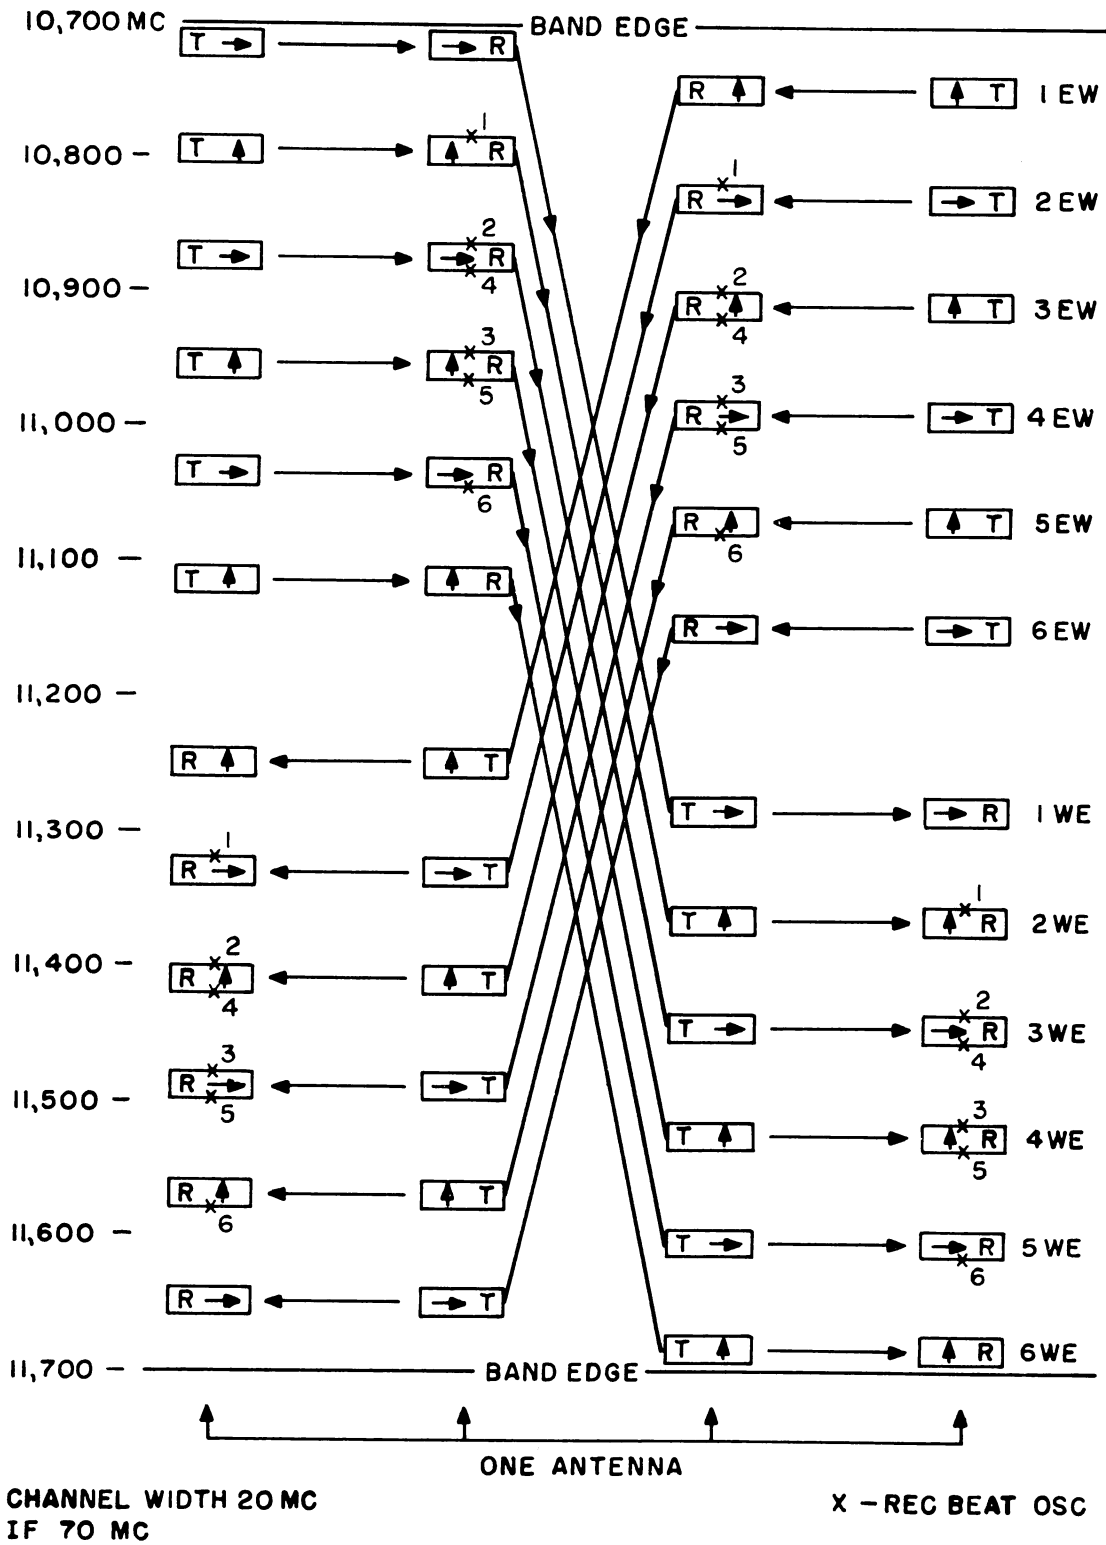 10,700 MC
BAND EDGE
T R
R T 1 EW
10,800
T 1 R
R 1 T 2 EW
T 2 R 4
10,900
R 2 4 T 3 EW
T 3 R 5
11,000
R 3 5 T 4 EW
T R 6
R 6 T 5 EW
11,100
T R
R T 6 EW
11,200
R T
T R 1 WE
11,300
R 1 T
T 1 R 2 WE
11,400
R 2 4 T
T 2 R 4 3 WE
11,500
R 3 5 T
T 3 R 5 4 WE
R 6 T
11,600
T R 6 5 WE
R T
T R 6 WE
11,700
BAND EDGE
ONE ANTENNA
CHANNEL WIDTH 20 MC
IF 70 MC
X - REC BEAT OSC